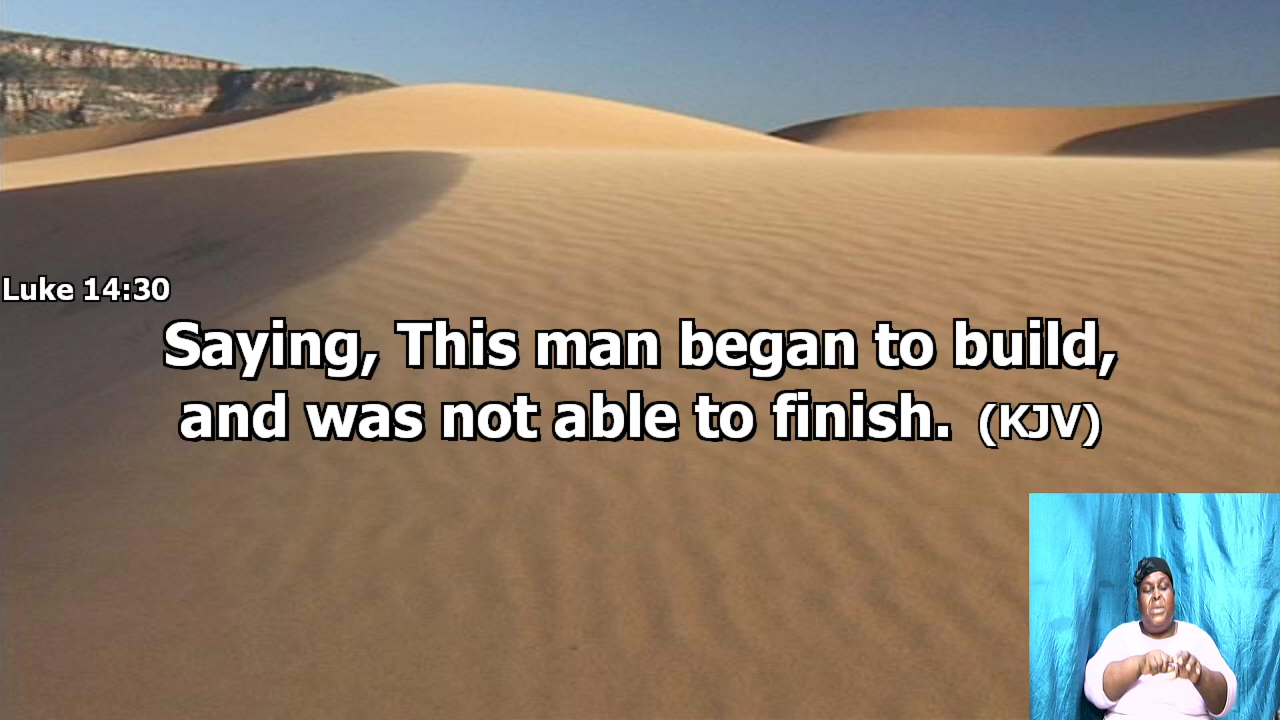 Luke 14:30
Saying, This man began to build,
and was not able to finish. (KJV)